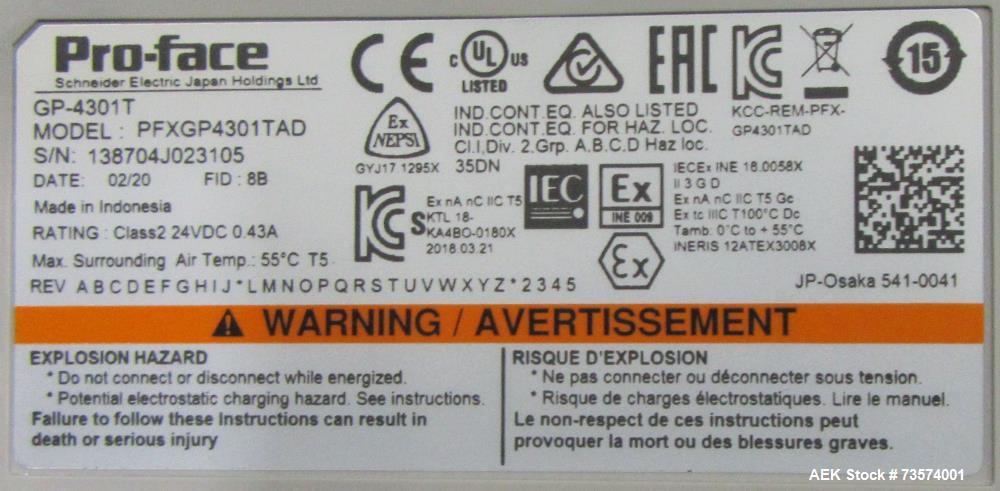 Pro-face
Schneider Electric Japan Holdings Ltd
GP-4301T
MODEL : PFXGP4301TAD
S/N: 138704J023105
DATE: 02/20 FID : 8B
Made in Indonesia
RATING : Class2 24VDC 0.43A
Max. Surrounding Air Temp.: 55°C T5
REV A B C D E F G H I J * L M N O P Q R S T U V W X Y Z * 2 3 4 5
CE
C UL US
LISTED
EAC
KC
15
Ex
NEPSI
GYJ17 1295X
IND.CONT.EQ. ALSO LISTED
IND.CONT.EQ. FOR HAZ. LOC.
Cl.I,Div. 2,Grp. A,B,C,D Haz loc.
35DN
KCC-REM-PFX-
GP4301TAD
KCs
Ex nA nC IIC T5
KTL 18-
KA4BO-0180X
2018.03.21
IEC
Ex
INE 009
Ex
IECEx INE 16.0058X
II 3 G D
Ex nA nC IIC T5 Gc
Ex tc IIIC T100°C Dc
Tamb: 0°C to + 55°C
INERIS 12ATEX3008X
JP-Osaka 541-0041
WARNING / AVERTISSEMENT
EXPLOSION HAZARD
* Do not connect or disconnect while energized.
* Potential electrostatic charging hazard. See instructions.
Failure to follow these Instructions can result in
death or serious injury
RISQUE D'EXPLOSION
* Ne pas connecter ou déconnecter sous tension.
* Risque de charges électrostatiques. Lire le manuel.
Le non-respect de ces instructions peut
provoquer la mort ou des blessures graves.
AEK Stock # 73574001